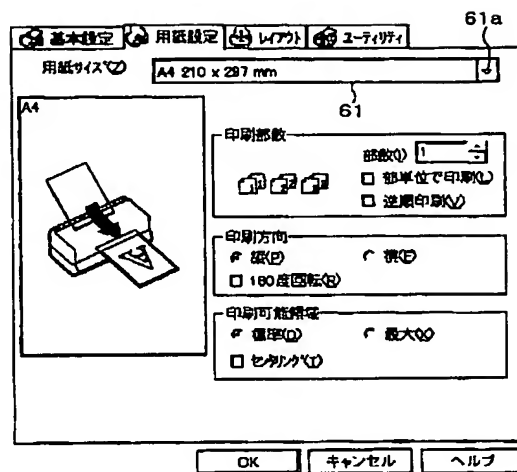 61a
基本設定 用紙設定 レイアウト ユーティリティ
用紙サイズ(Z) A4 210 x 297 mm
61
A4
印刷部数
部数(I) 1
部単位で印刷(L)
逆順印刷(V)
印刷方向
縦(P) 横(E)
180度回転(R)
印刷可能領域
標準(D) 最大(X)
センタリング(T)
OK キャンセル ヘルプ